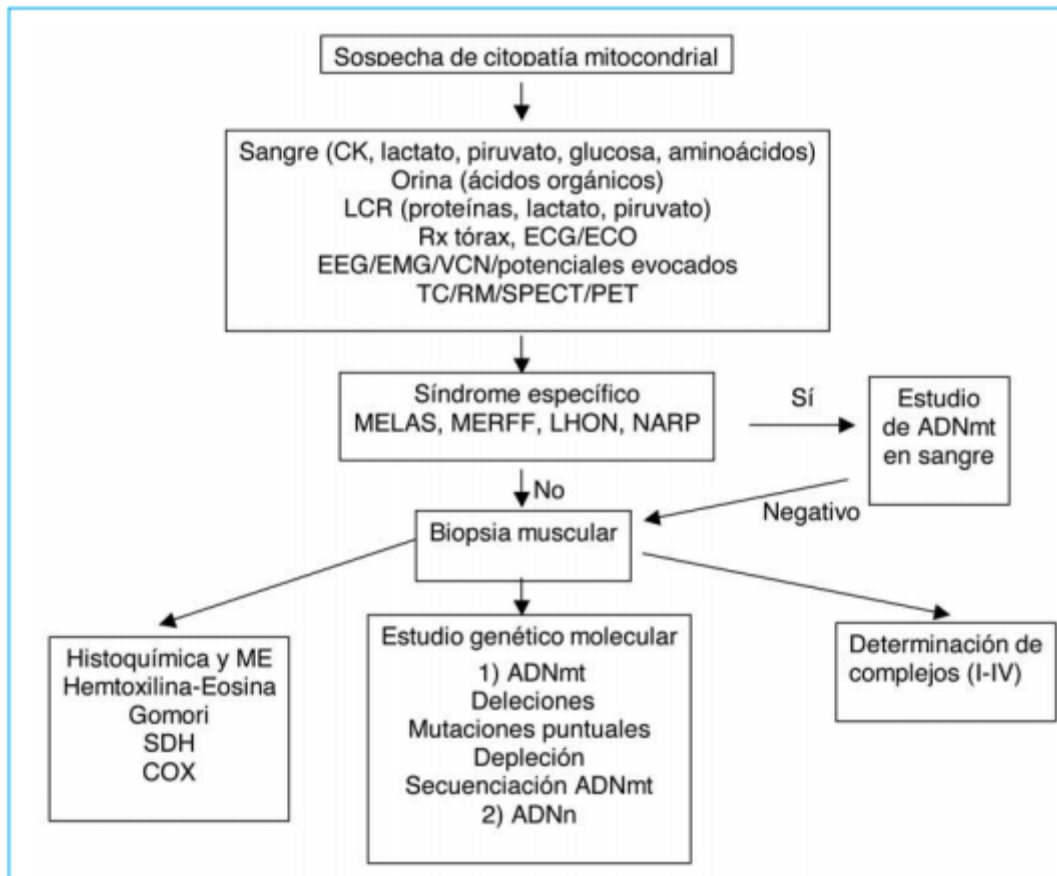 Sospecha de citopatía mitocondrial
Sangre (CK, lactato, piruvato, glucosa, aminoácidos)
Orina (ácidos orgánicos)
LCR (proteínas, lactato, piruvato)
Rx tórax, ECG/ECO
EEG/EMG/VCN/potenciales evocados
TC/RM/SPECT/PET
Síndrome específico
MELAS, MERFF, LHON, NARP
Sí
Estudio
de ADNmt
en sangre
No
Negativo
Biopsia muscular
Histoquímica y ME
Hemtoxilina-Eosina
Gomori
SDH
COX
Estudio genético molecular
1) ADNmt
Deleciones
Mutaciones puntuales
Depleción
Secuenciación ADNmt
2) ADNn
Determinación de
complejos (I-IV)